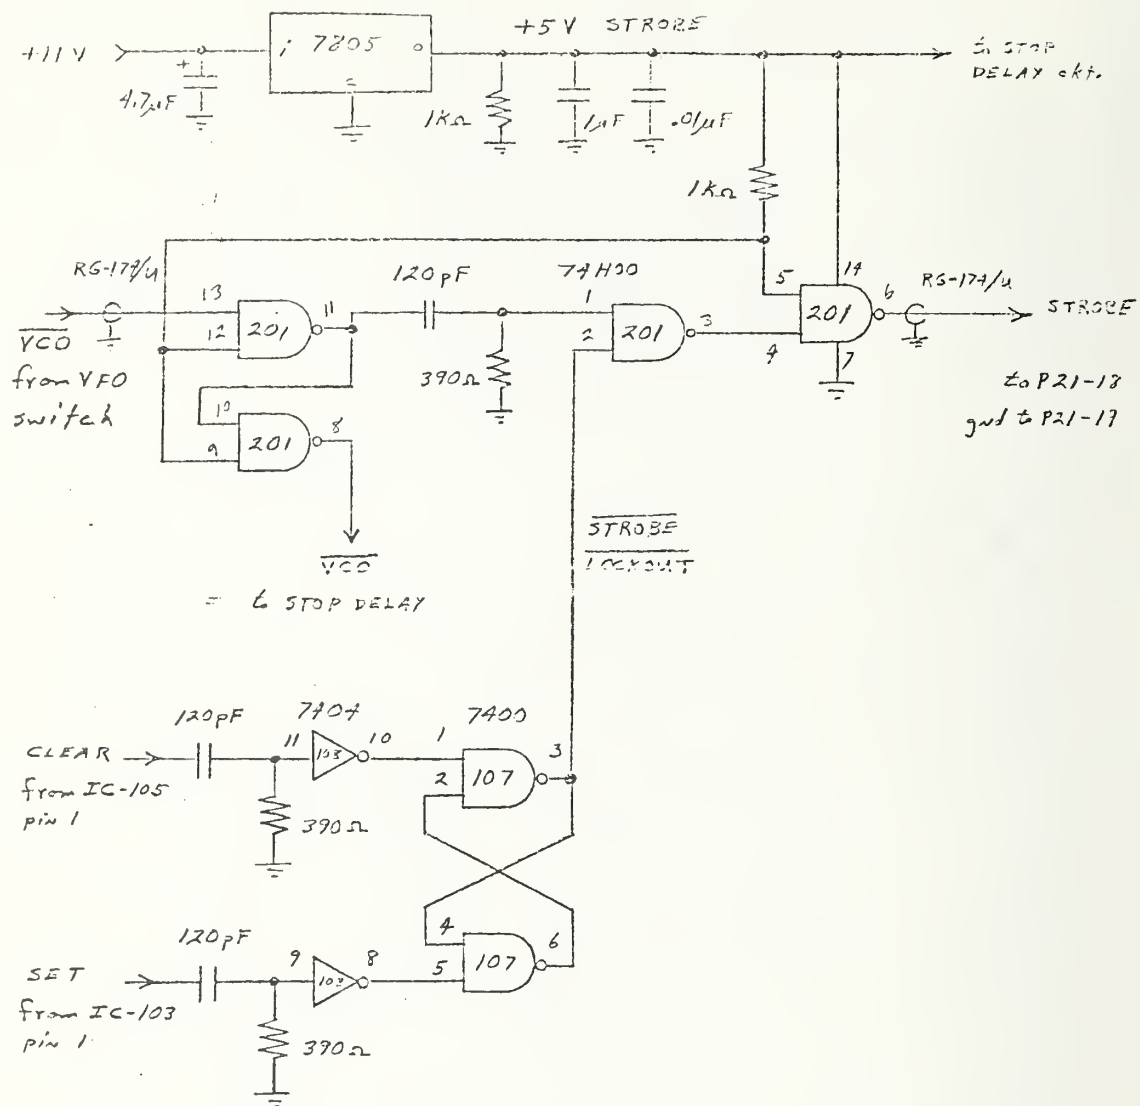 +5 V STROBE
+11 V
i 7805 o
=
to STOP
DELAY ckt.
+
4.7μF
1kΩ
1μF
.01μF
1kΩ
RG-174/U
120pF
74H00
RG-174/U
13
12
201
11
1
2
201
3
5
4
14
201
6
7
STROBE
VCO
from VFO
switch
390Ω
to P21-18
gnd to P21-17
10
9
201
8
VCO
to STOP DELAY
STROBE
LOCKOUT
120pF
7404
7400
CLEAR
from IC-105
pin 1
11
103
10
1
2
107
3
390Ω
120pF
SET
from IC-103
pin 1
9
103
8
4
5
107
6
390Ω